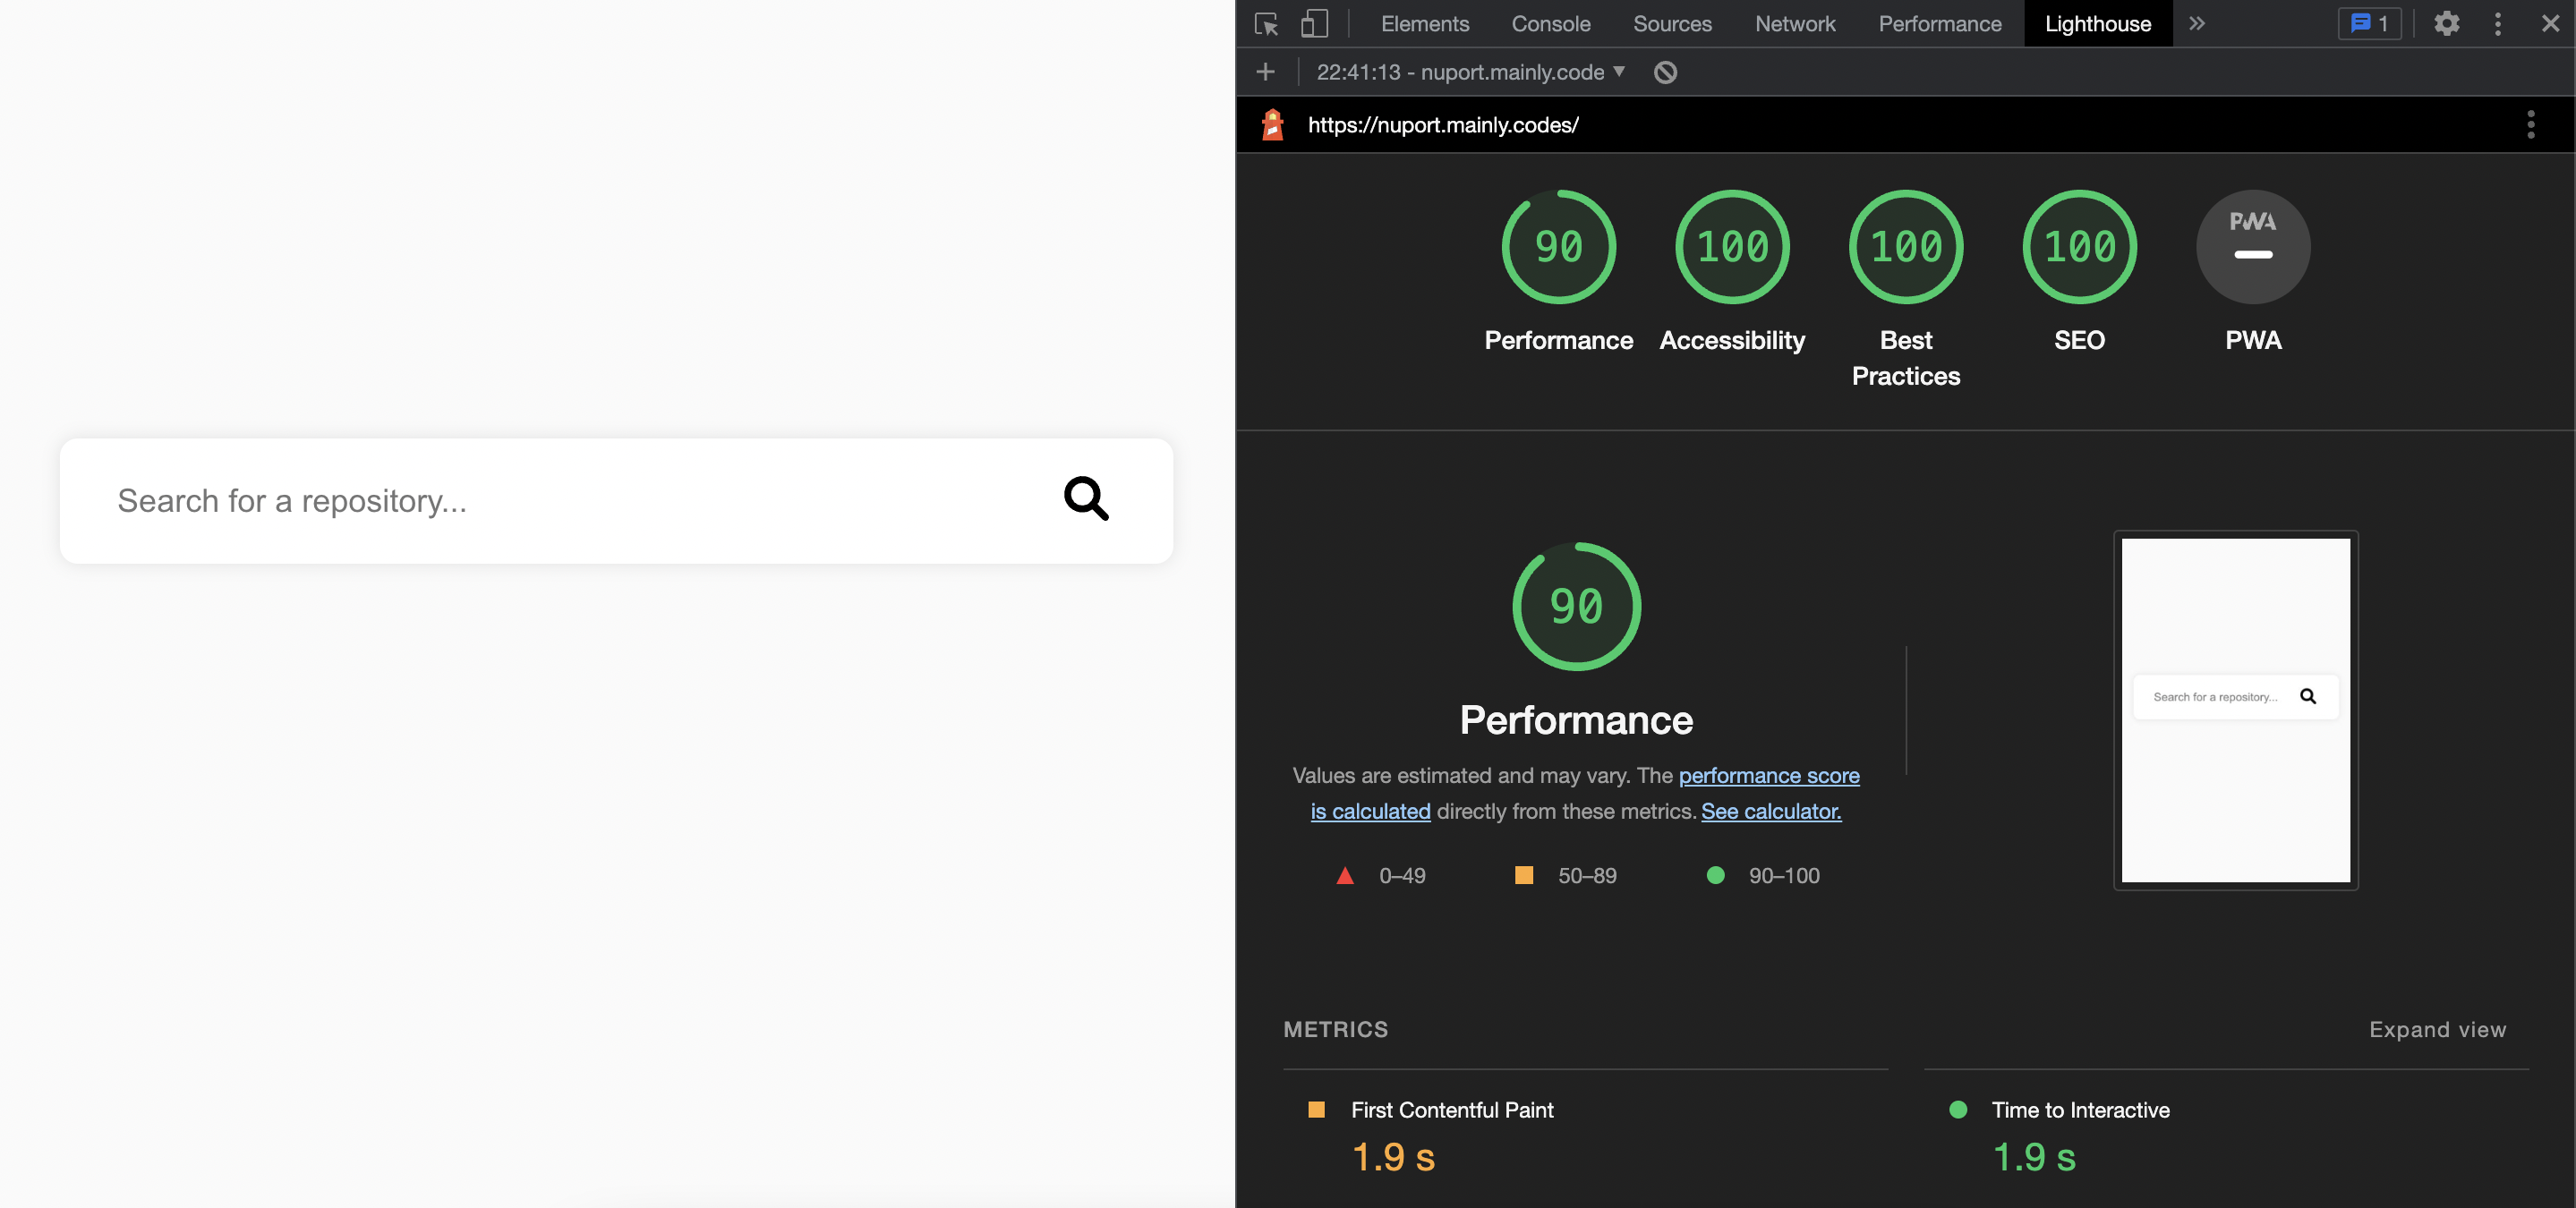 Search for a repository...
Elements Console Sources Network Performance Lighthouse 1
22:41:13 - nuport.mainly.code
https://nuport.mainly.codes/
90 100 100 100 PWA
Performance Accessibility Best Practices SEO PWA
90
Performance
Values are estimated and may vary. The performance score
is calculated directly from these metrics. See calculator.
0–49 50–89 90–100
Search for a repository...
METRICS Expand view
First Contentful Paint
1.9 s
Time to Interactive
1.9 s